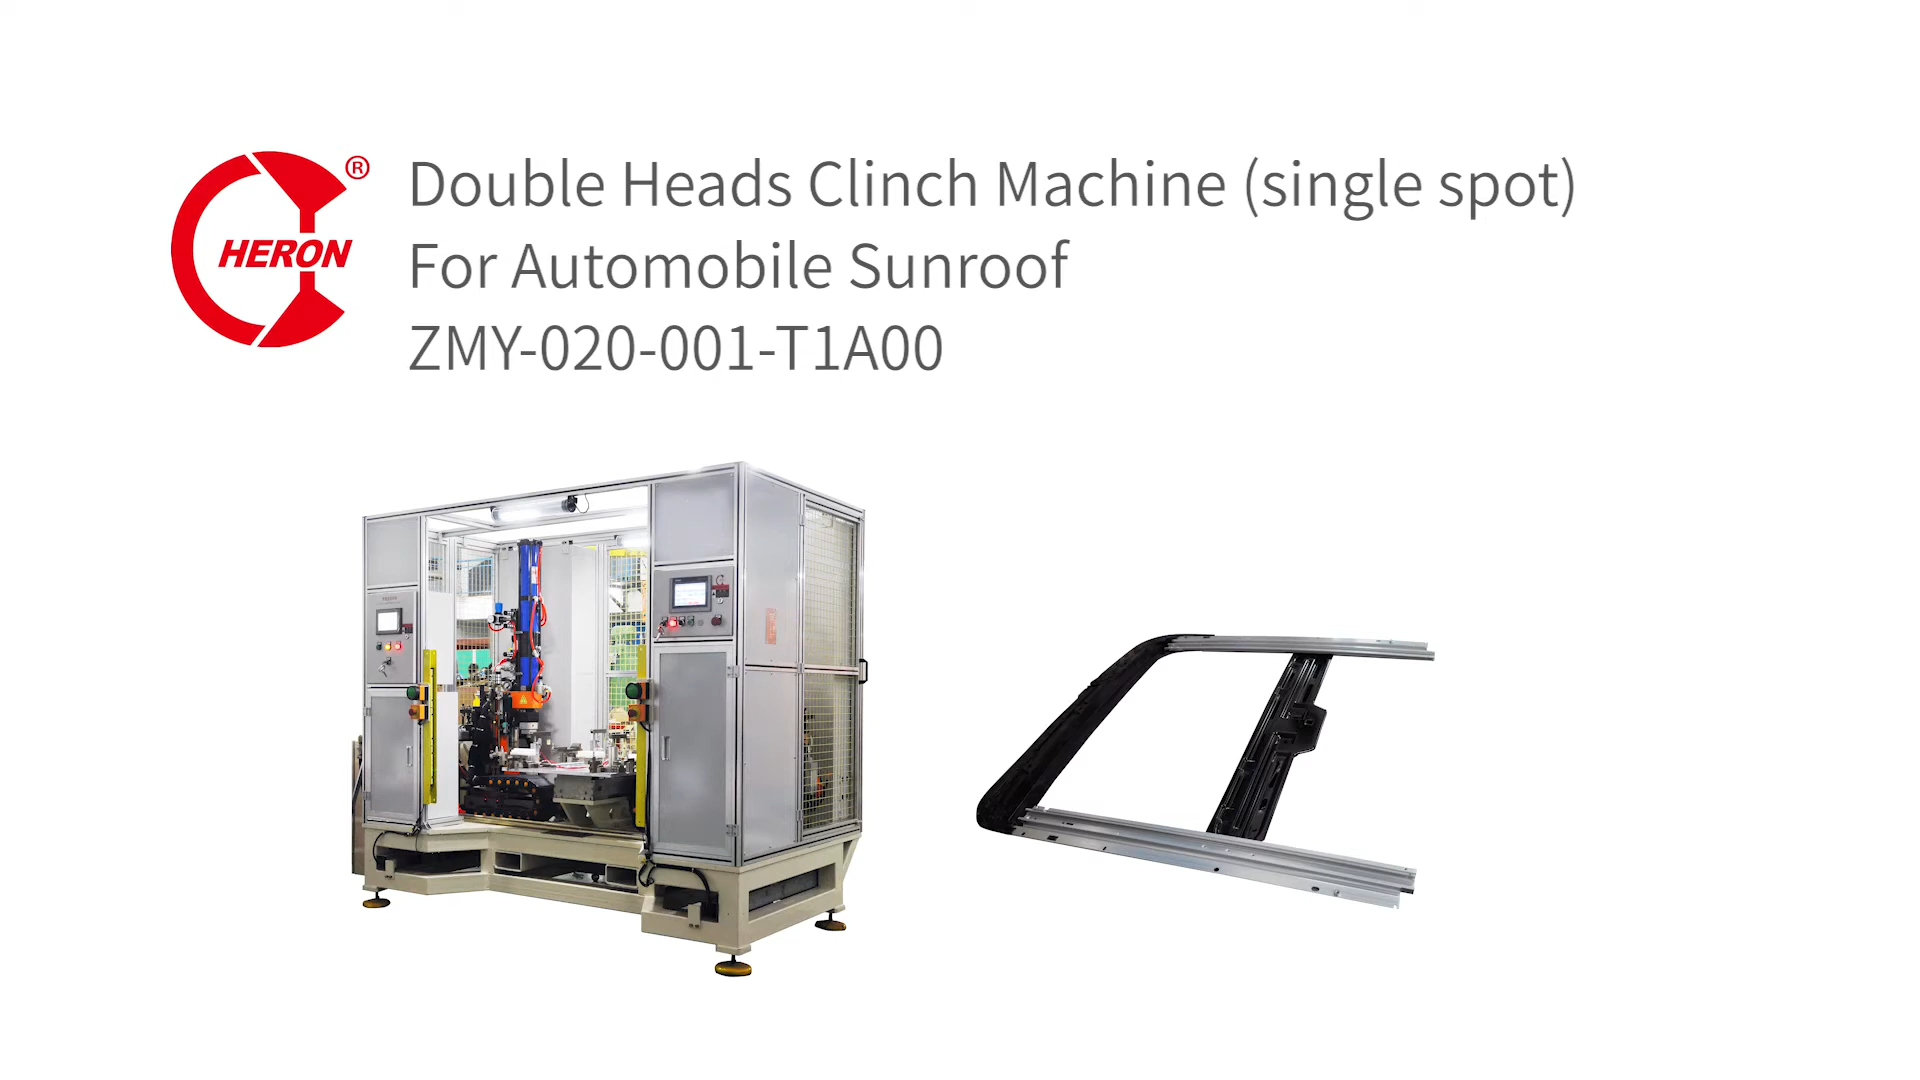 HERON ®
Double Heads Clinch Machine (single spot)
For Automobile Sunroof
ZMY-020-001-T1A00